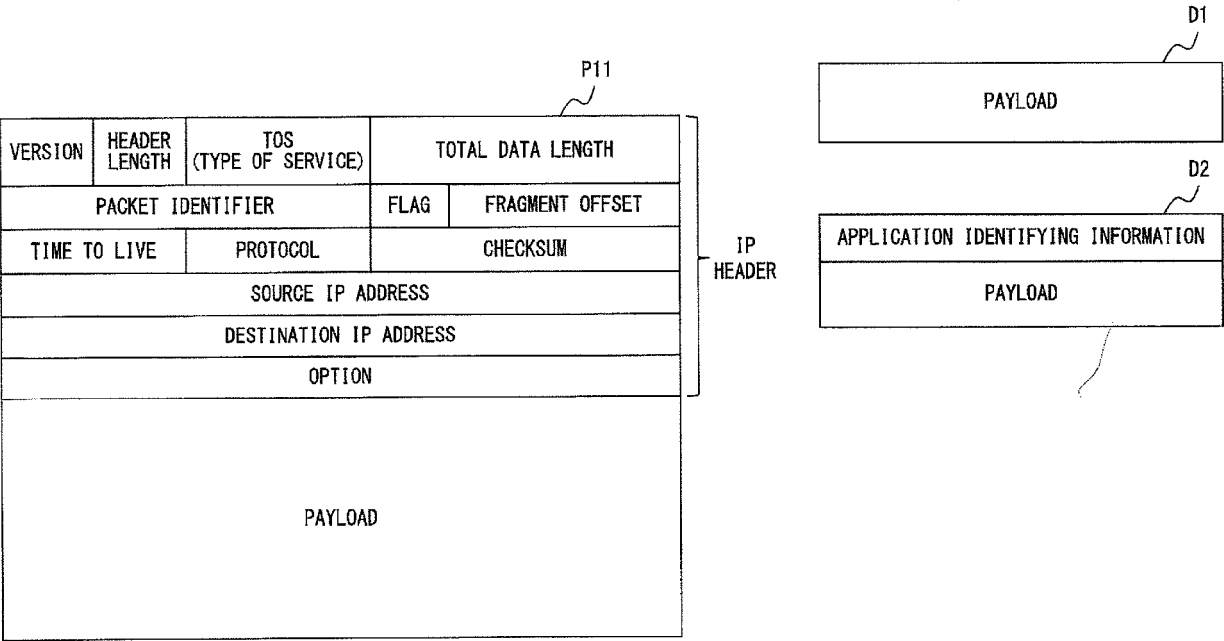 P11
VERSION
HEADER
LENGTH
TOS
(TYPE OF SERVICE)
TOTAL DATA LENGTH
PACKET IDENTIFIER
FLAG
FRAGMENT OFFSET
TIME TO LIVE
PROTOCOL
CHECKSUM
SOURCE IP ADDRESS
DESTINATION IP ADDRESS
OPTION
PAYLOAD
IP
HEADER
D1
PAYLOAD
D2
APPLICATION IDENTIFYING INFORMATION
PAYLOAD